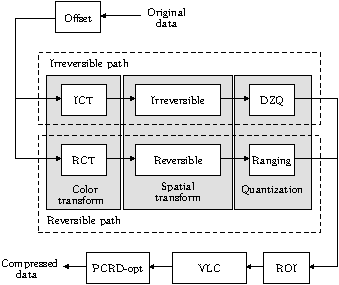 Offset
Original
data
Irreversible path
ICT
Irreversible
DZQ
RCT
Reversible
Ranging
Color
transform
Spatial
transform
Quantization
Reversible path
Compressed
data
PCRD-opt
VLC
ROI